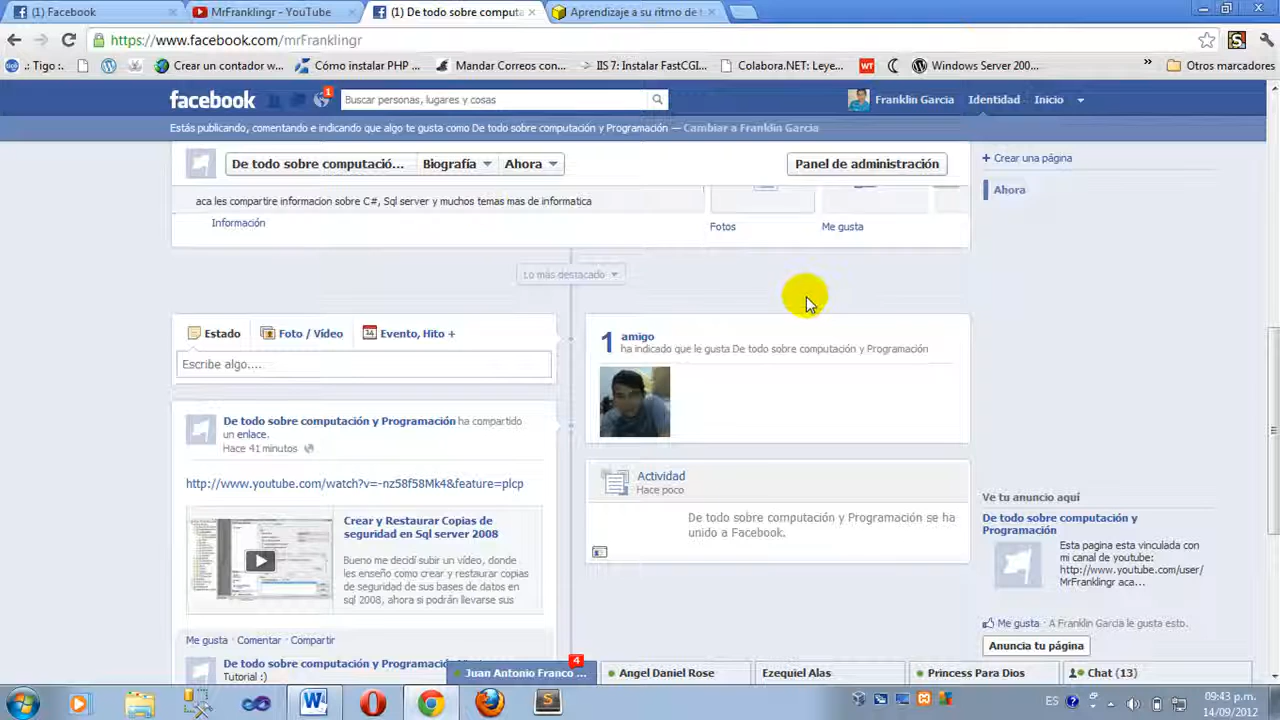 (1) Facebook
MrFranklingr - YouTube
(1) De todo sobre computa
Aprendizaje a su ritmo de t
https://www.facebook.com/mrFranklingr
.: Tigo :.
Crear un contador w...
Cómo instalar PHP ...
Mandar Correos con...
IIS 7: Instalar FastCGI...
Colabora.NET: Leye...
WT
Windows Server 200...
»
Otros marcadores
facebook
1
Buscar personas, lugares y cosas
Franklin Garcia
Identidad
Inicio
Estás publicando, comentando e indicando que algo te gusta como De todo sobre computación y Programación — Cambiar a Franklin Garcia
De todo sobre computació...
Biografía
Ahora
Panel de administración
+ Crear una página
Ahora
aca les compartire informacion sobre C#, Sql server y muchos temas mas de informatica
Información
Fotos
Me gusta
Lo más destacado
Estado
Foto / Vídeo
Evento, Hito +
Escribe algo....
1 amigo
ha indicado que le gusta De todo sobre computación y Programación
De todo sobre computación y Programación ha compartido
un enlace.
Hace 41 minutos
http://www.youtube.com/watch?v=-nz58f58Mk4&feature=plcp
Crear y Restaurar Copias de
seguridad en Sql server 2008
Bueno me decidí subir un vídeo, donde
les enseño como crear y restaurar copias
de seguridad de sus bases de datos en
sql 2008, ahora si podrán llevarse sus
Me gusta · Comentar · Compartir
De todo sobre computación y Programació
Tutorial :)
Actividad
Hace poco
De todo sobre computación y Programación se ha
unido a Facebook.
Ve tu anuncio aquí
De todo sobre computación y
Programación
Esta pagina esta vinculada con
mi canal de youtube:
http://www.youtube.com/user/
MrFranklingr aca...
Me gusta · A Franklin Garcia le gusta esto.
Anuncia tu página
4
Juan Antonio Franco ...
Angel Daniel Rose
Ezequiel Alas
Princess Para Dios
Chat (13)
ES
09:43 p.m.
14/09/2012